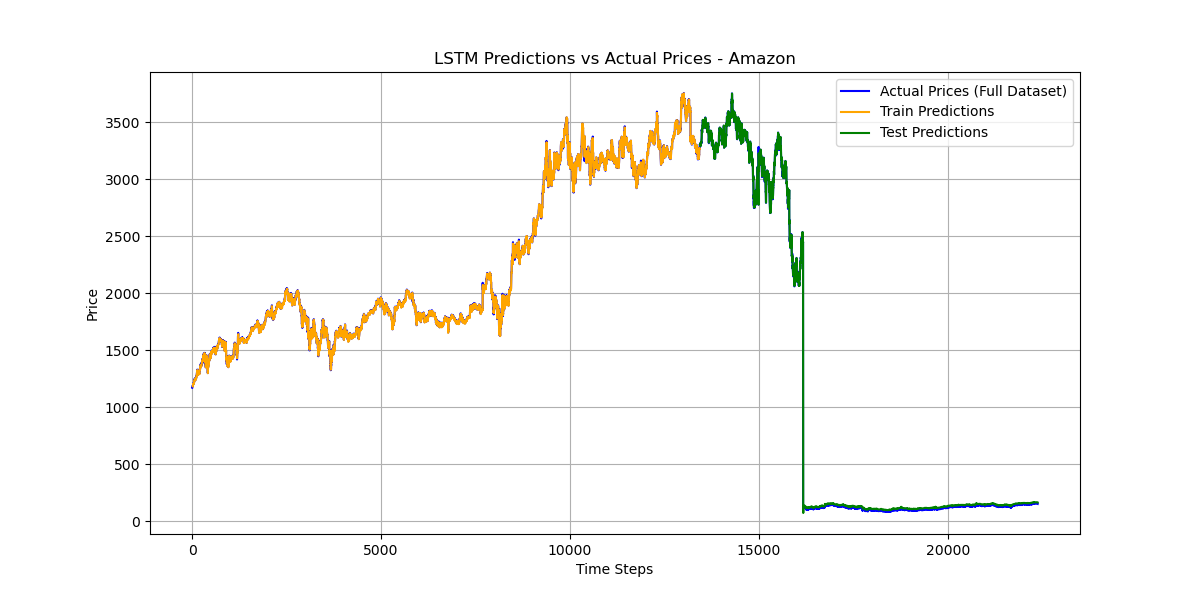 LSTM Predictions vs Actual Prices - Amazon
Actual Prices (Full Dataset)
Train Predictions
Test Predictions
Price
3500
3000
2500
2000
1500
1000
500
0
0
5000
10000
15000
20000
Time Steps